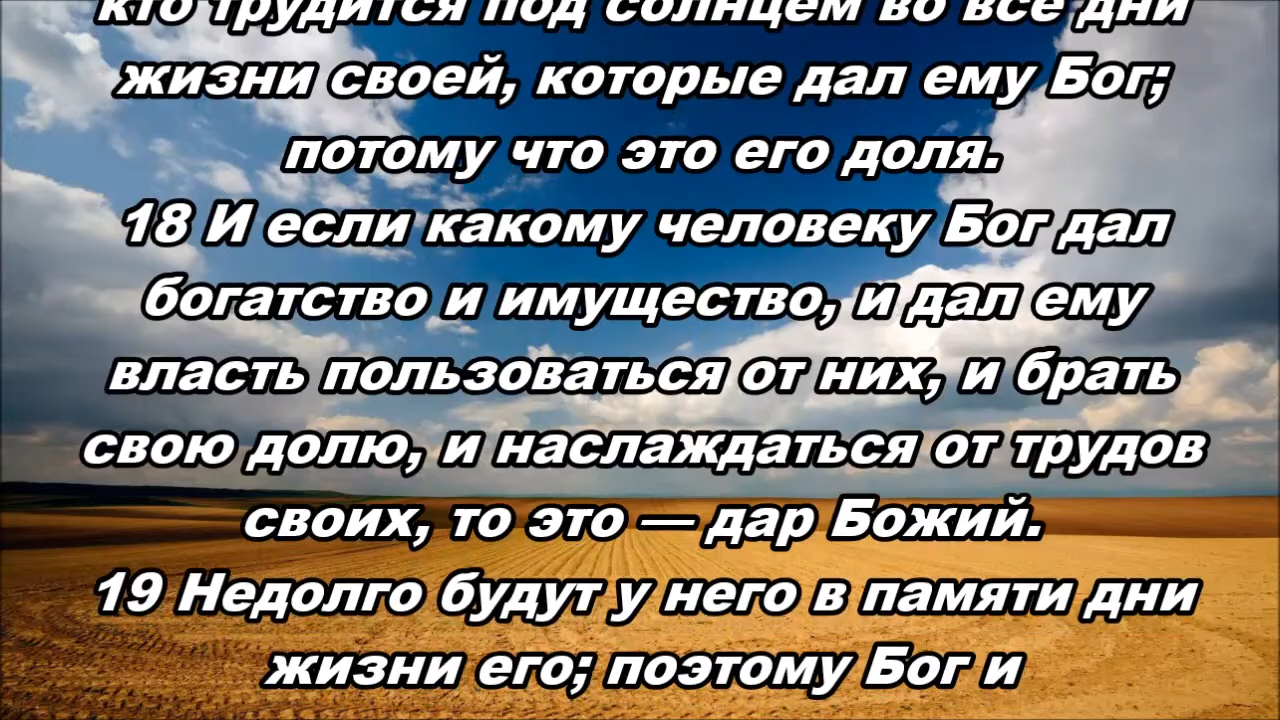 кто трудится под солнцем во все дни
жизни своей, которые дал ему Бог;
потому что это его доля.
18 И если какому человеку Бог дал
богатство и имущество, и дал ему
власть пользоваться от них, и брать
свою долю, и наслаждаться от трудов
своих, то это — дар Божий.
19 Недолго будут у него в памяти дни
жизни его; поэтому Бог и